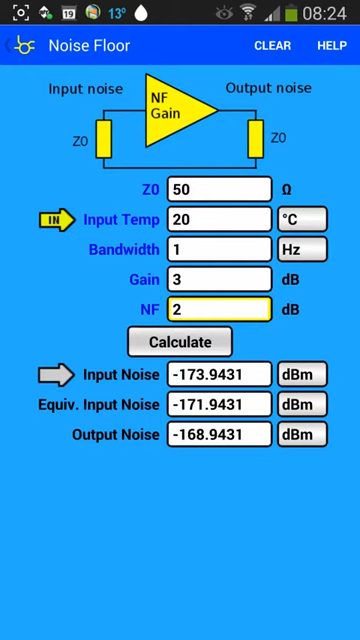 19 13° 08:24
Noise Floor CLEAR HELP
Input noise Output noise
NF
Gain
Z0 Z0
Z0 50 Ω
IN Input Temp 20 °C
Bandwidth 1 Hz
Gain 3 dB
NF 2 dB
Calculate
Input Noise -173.9431 dBm
Equiv. Input Noise -171.9431 dBm
Output Noise -168.9431 dBm